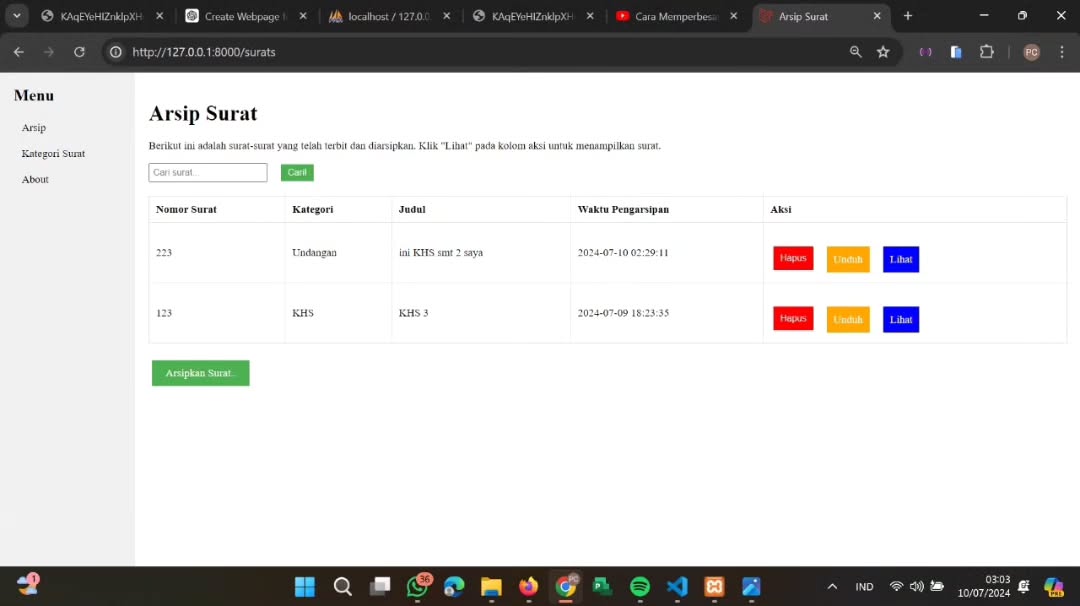 KAqEYeHIZnklpXH
Create Webpage f
localhost / 127.0.0.
KAqEYeHIZnklpXH
Cara Memperbesa
Arsip Surat
http://127.0.0.1:8000/surats
PC
Menu
Arsip
Kategori Surat
About
Arsip Surat
Berikut ini adalah surat-surat yang telah terbit dan diarsipkan. Klik "Lihat" pada kolom aksi untuk menampilkan surat.
Cari surat... Cari!
Nomor Surat Kategori Judul Waktu Pengarsipan Aksi
223 Undangan ini KHS smt 2 saya 2024-07-10 02:29:11 Hapus Unduh Lihat
123 KHS KHS 3 2024-07-09 18:23:35 Hapus Unduh Lihat
Arsipkan Surat..
1
36
PC
IND
03:03
10/07/2024
PRE